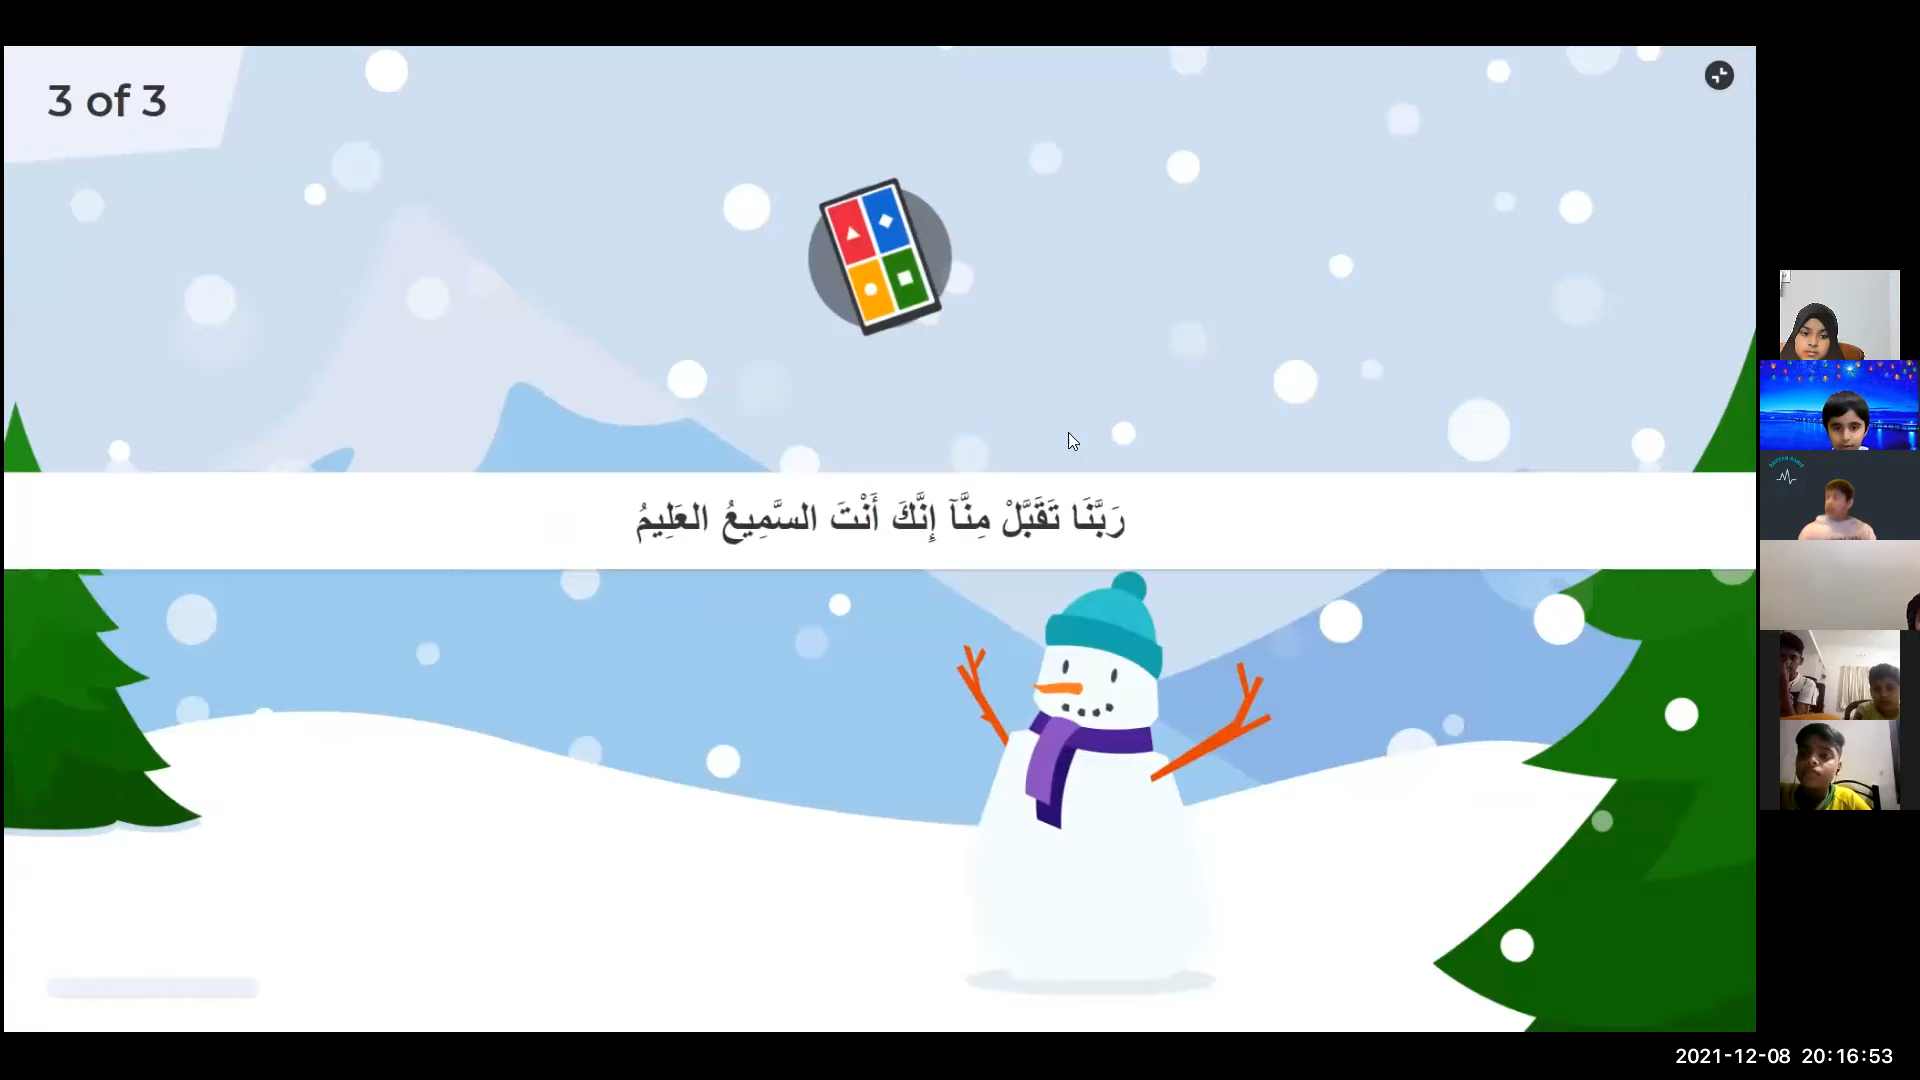 3 of 3
رَبَّنَا تَقَبَّلْ مِنَّآ إِنَّكَ أَنْتَ السَّمِيعُ العَلِيمُ
2021-12-08 20:16:53